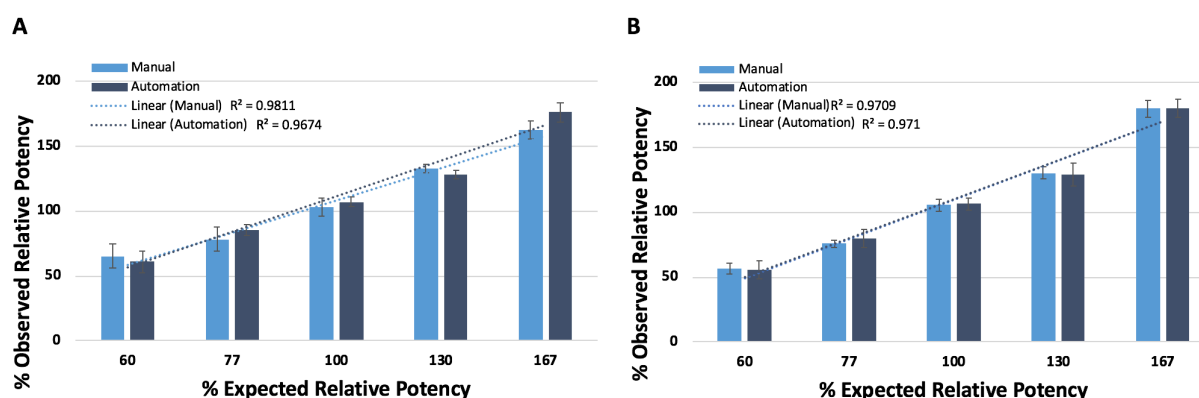 A
Manual
Automation
Linear (Manual) R² = 0.9811
Linear (Automation) R² = 0.9674
% Observed Relative Potency
200
150
100
50
0
60 77 100 130 167
% Expected Relative Potency
B
Manual
Automation
Linear (Manual)R² = 0.9709
Linear (Automation) R² = 0.971
% Observed Relative Potency
200
150
100
50
0
60 77 100 130 167
% Expected Relative Potency